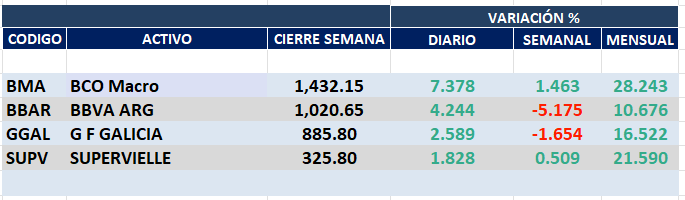 VARIACIÓN %
CODIGO ACTIVO CIERRE SEMANA DIARIO SEMANAL MENSUAL
BMA BCO Macro 1,432.15 7.378 1.463 28.243
BBAR BBVA ARG 1,020.65 4.244 -5.175 10.676
GGAL G F GALICIA 885.80 2.589 -1.654 16.522
SUPV SUPERVIELLE 325.80 1.828 0.509 21.590